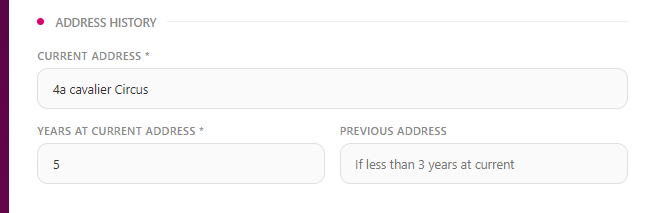 ADDRESS HISTORY
CURRENT ADDRESS *
4a cavalier Circus
YEARS AT CURRENT ADDRESS *
5
PREVIOUS ADDRESS
If less than 3 years at current